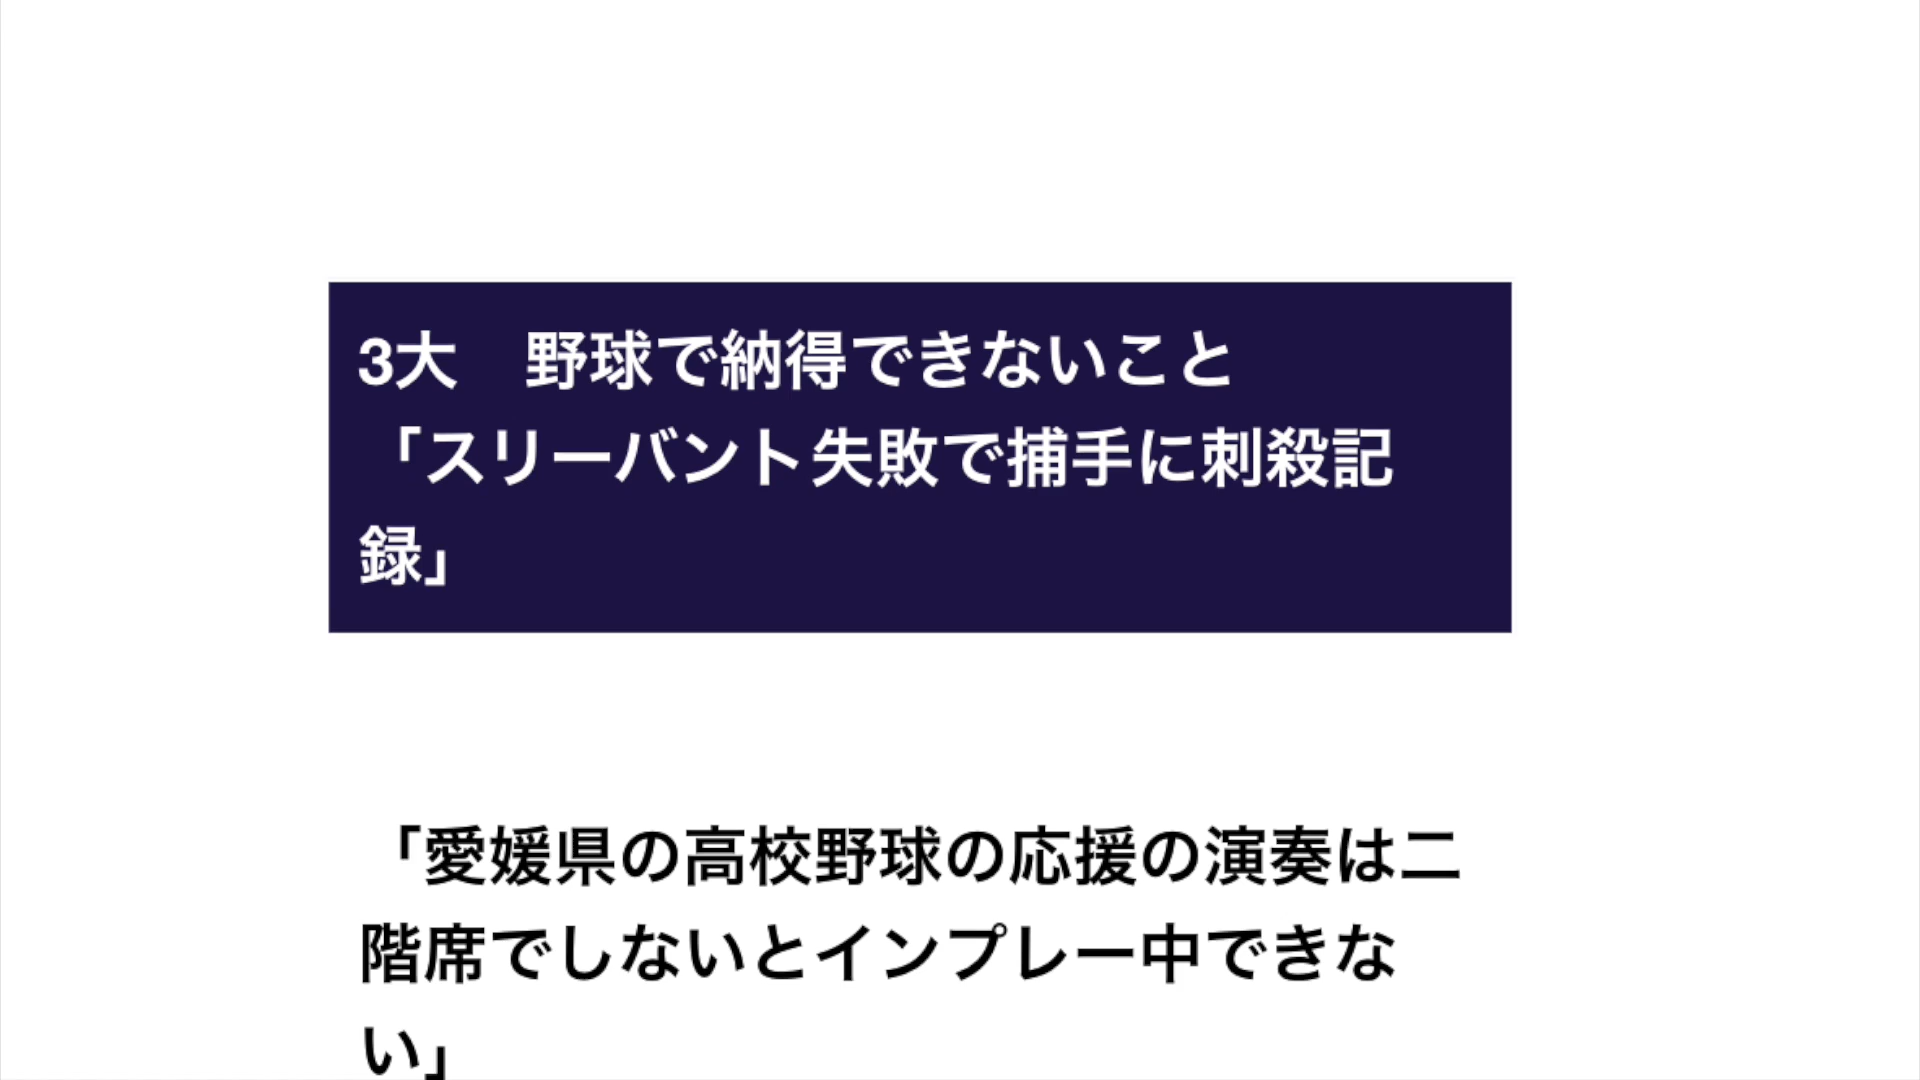 3大　野球で納得できないこと
「スリーバント失敗で捕手に刺殺記
録」
「愛媛県の高校野球の応援の演奏は二
階席でしないとインプレー中できな
い」